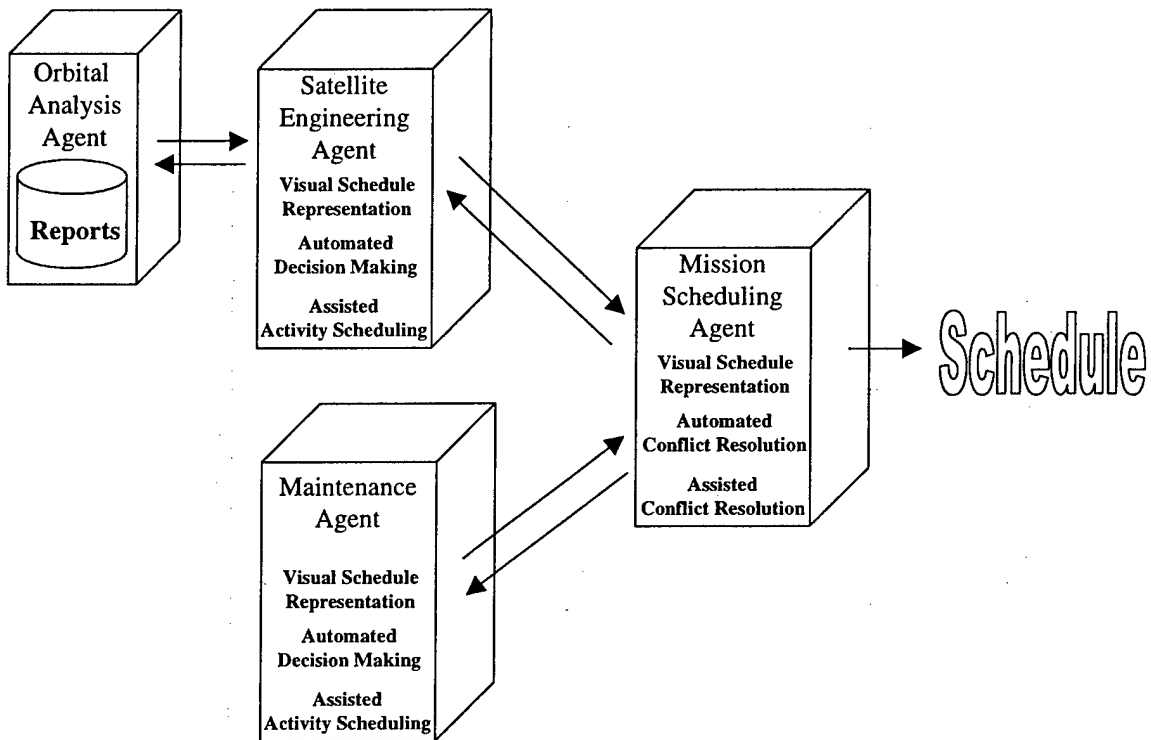 Orbital
Analysis
Agent
Reports
Satellite
Engineering
Agent
Visual Schedule
Representation
Automated
Decision Making
Assisted
Activity Scheduling
Maintenance
Agent
Visual Schedule
Representation
Automated
Decision Making
Assisted
Activity Scheduling
Mission
Scheduling
Agent
Visual Schedule
Representation
Automated
Conflict Resolution
Assisted
Conflict Resolution
Schedule